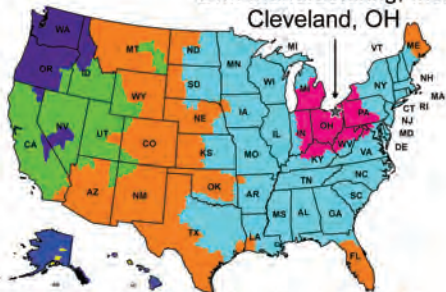 Cleveland, OH
WA
MT
ND
MN
MI
VT
ME
OR
ID
SD
WI
MI
NY
NH
MA
WY
NE
IA
PA
CT
RI
NV
UT
CO
KS
IL
IN
OH
WV
NJ
MD
DE
CA
MO
KY
VA
AZ
NM
OK
AR
TN
NC
SC
TX
LA
MS
AL
GA
FL